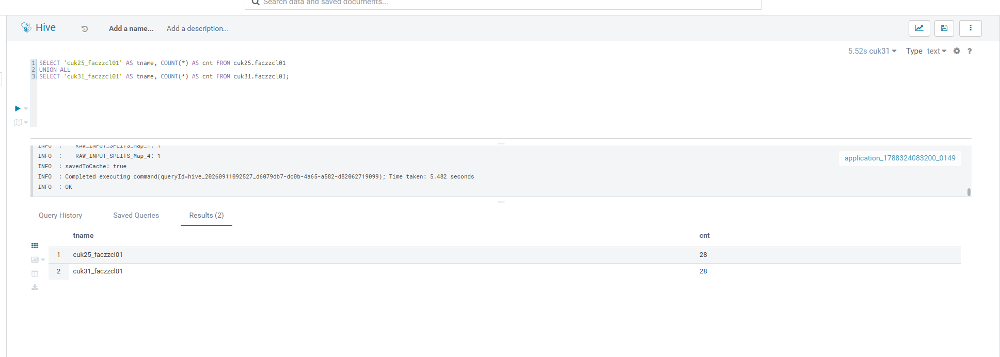 Search data and saved documents...
Hive
Add a name...
Add a description...
5.52s cuk31 Type text ?
1 SELECT 'cuk25_faczzcl01' AS tname, COUNT(*) AS cnt FROM cuk25.faczzcl01
2 UNION ALL
3 SELECT 'cuk31_faczzcl01' AS tname, COUNT(*) AS cnt FROM cuk31.faczzcl01;
INFO : RAW_INPUT_SPLITS_Map_1: 1
INFO : RAW_INPUT_SPLITS_Map_4: 1
application_1788324083200_0149
INFO : savedToCache: true
INFO : Completed executing command(queryId=hive_20260911092527_d6079db7-dc0b-4a65-a582-d82062719099); Time taken: 5.482 seconds
INFO : OK
Query History Saved Queries Results (2)
tname cnt
1 cuk25_faczzcl01 28
2 cuk31_faczzcl01 28